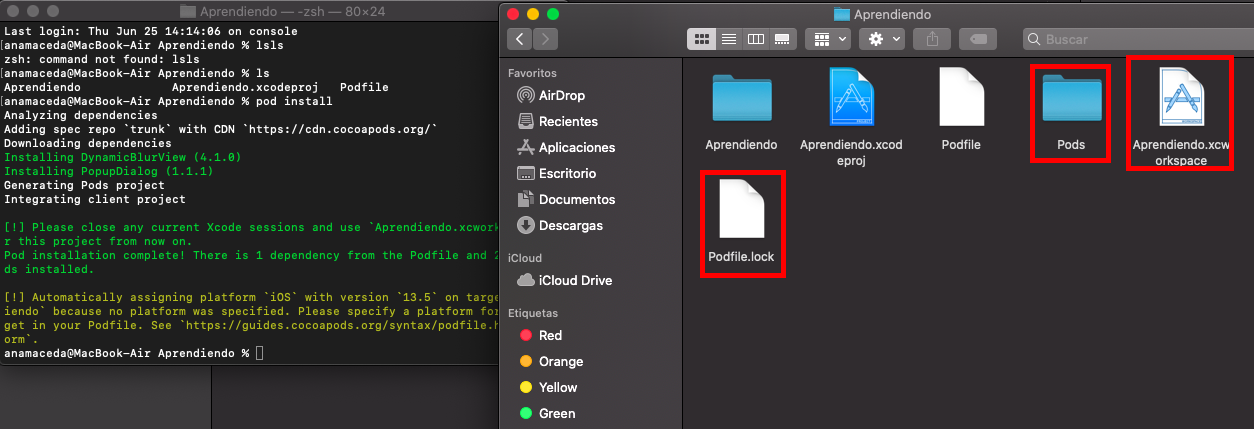 Aprendiendo — -zsh — 80×24
Last login: Thu Jun 25 14:14:06 on console
[anamaceda@MacBook-Air Aprendiendo % lsls
zsh: command not found: lsls
[anamaceda@MacBook-Air Aprendiendo % ls
Aprendiendo Aprendiendo.xcodeproj Podfile
[anamaceda@MacBook-Air Aprendiendo % pod install
Analyzing dependencies
Adding spec repo `trunk` with CDN `https://cdn.cocoapods.org/`
Downloading dependencies
Installing DynamicBlurView (4.1.0)
Installing PopupDialog (1.1.1)
Generating Pods project
Integrating client project
[!] Please close any current Xcode sessions and use `Aprendiendo.xcwork
r this project from now on.
Pod installation complete! There is 1 dependency from the Podfile and 2
ds installed.
[!] Automatically assigning platform `iOS` with version `13.5` on targe
iendo` because no platform was specified. Please specify a platform for
get in your Podfile. See `https://guides.cocoapods.org/syntax/podfile.h
orm`.
anamaceda@MacBook-Air Aprendiendo %
Aprendiendo
Buscar
Favoritos
AirDrop
Recientes
Aplicaciones
Escritorio
Documentos
Descargas
iCloud
iCloud Drive
Etiquetas
Red
Orange
Yellow
Green
Aprendiendo
Aprendiendo.xcod
eproj
Podfile
Pods
Aprendiendo.xcw
orkspace
Podfile.lock